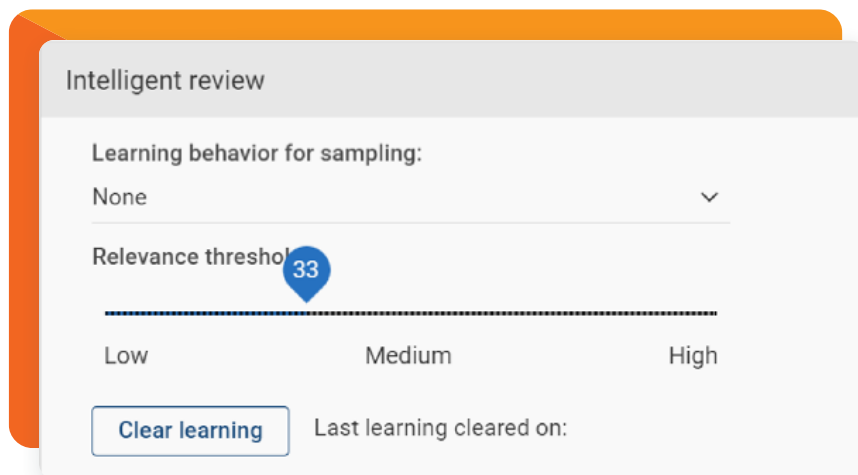 Intelligent review
Learning behavior for sampling:
None
Relevance threshol
33
Low Medium High
Clear learning Last learning cleared on: